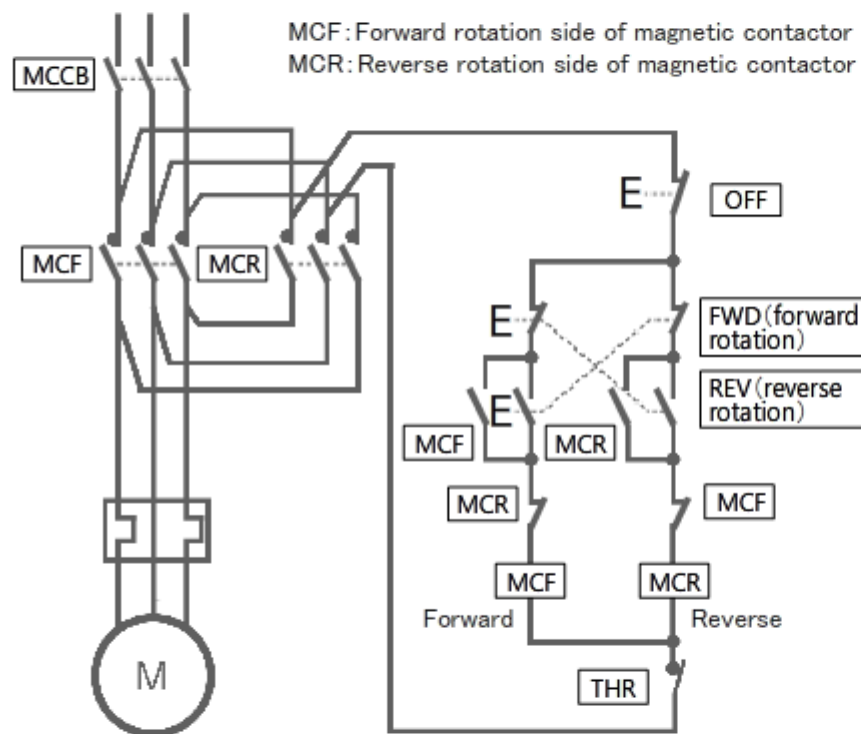 MCF: Forward rotation side of magnetic contactor
MCR: Reverse rotation side of magnetic contactor
MCCB
E
OFF
MCF
MCR
E
FWD(forward
rotation)
E
REV(reverse
rotation)
MCF
MCR
MCR
MCF
MCF
MCR
Forward
Reverse
M
THR